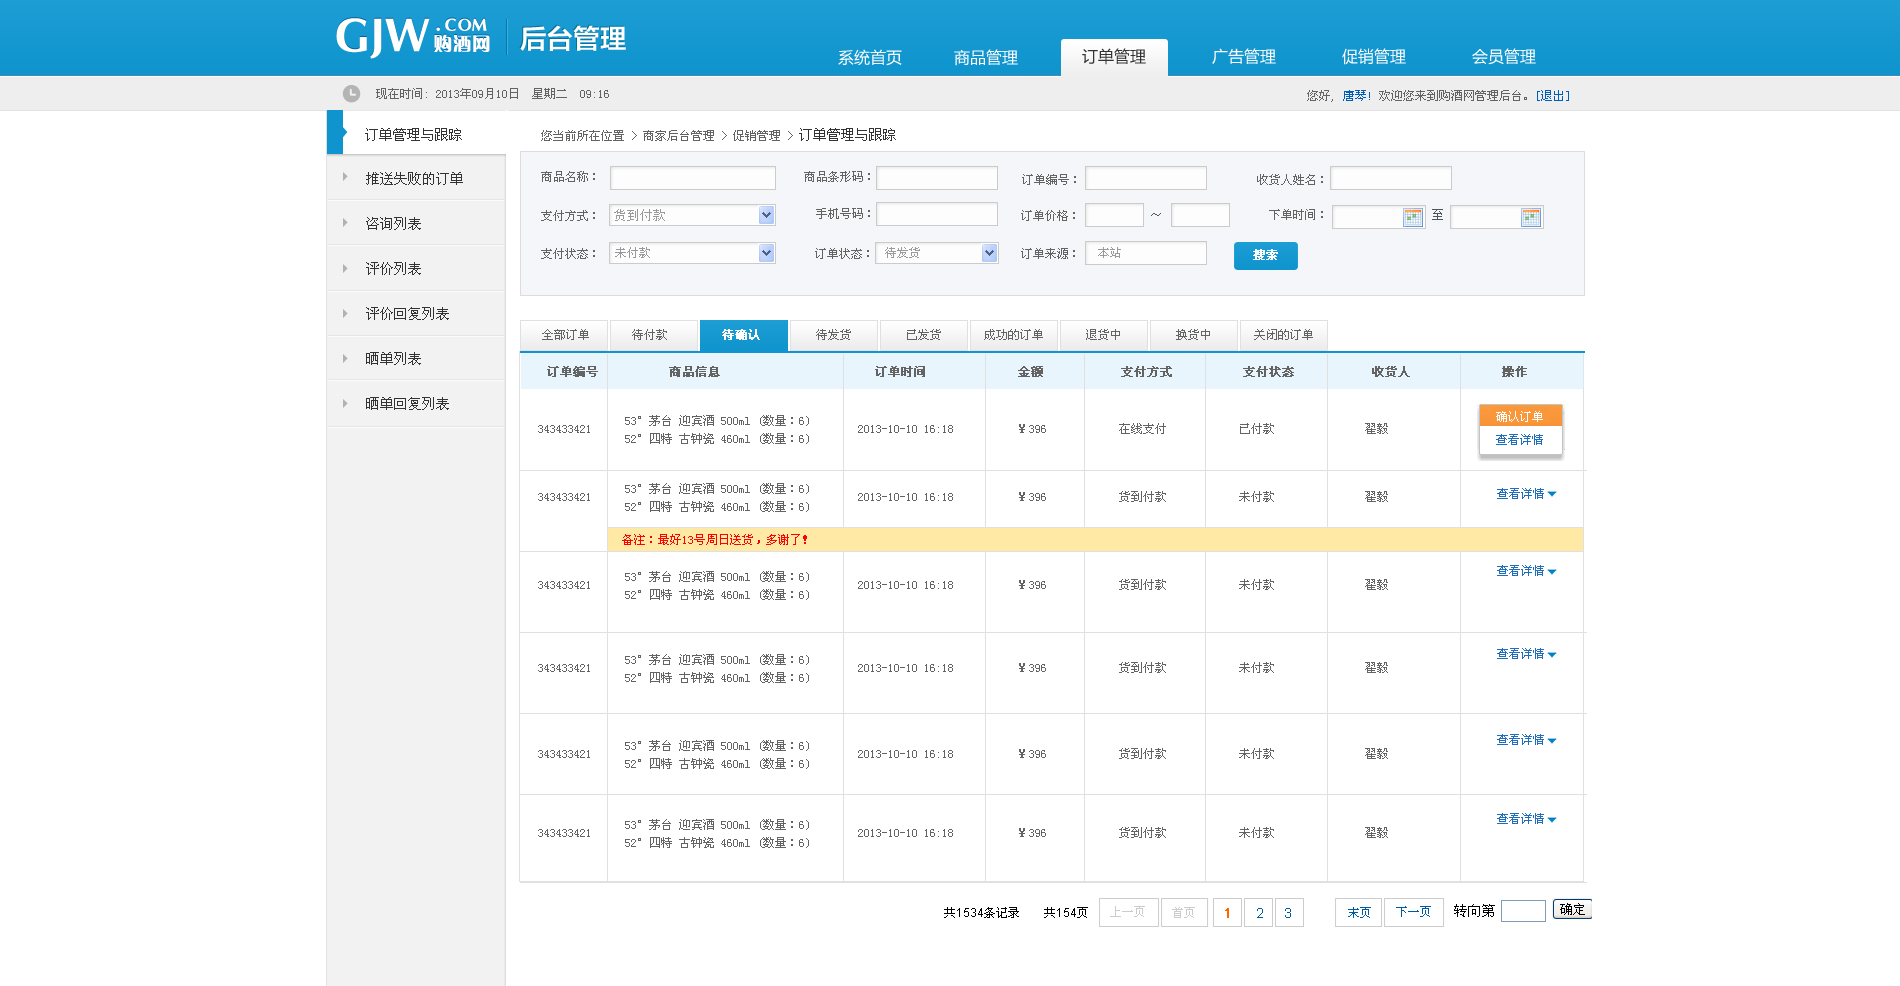 GJW.COM 购酒网 后台管理
系统首页 商品管理 订单管理 广告管理 促销管理 会员管理
现在时间: 2013年09月10日 星期二 09:16
您好, 唐琴! 欢迎您来到购酒网管理后台。[退出]
订单管理与跟踪
推送失败的订单
咨询列表
评价列表
评价回复列表
晒单列表
晒单回复列表
您当前所在位置 > 商家后台管理 > 促销管理 > 订单管理与跟踪
商品名称： 商品条形码： 订单编号： 收货人姓名：
支付方式： 货到付款 手机号码： 订单价格： ～ 下单时间： 至
支付状态： 未付款 订单状态： 待发货 订单来源： 本站 搜索
全部订单 待付款 待确认 待发货 已发货 成功的订单 退货中 换货中 关闭的订单
订单编号 商品信息 订单时间 金额 支付方式 支付状态 收货人 操作
343433421 53° 茅台 迎宾酒 500ml (数量：6) 2013-10-10 16:18 ¥ 396 在线支付 已付款 翟毅 确认订单
52° 四特 古钟瓷 460ml (数量：6) 查看详情
343433421 53° 茅台 迎宾酒 500ml (数量：6) 2013-10-10 16:18 ¥ 396 货到付款 未付款 翟毅 查看详情
52° 四特 古钟瓷 460ml (数量：6)
备注：最好13号周日送货，多谢了！
343433421 53° 茅台 迎宾酒 500ml (数量：6) 2013-10-10 16:18 ¥ 396 货到付款 未付款 翟毅 查看详情
52° 四特 古钟瓷 460ml (数量：6)
343433421 53° 茅台 迎宾酒 500ml (数量：6) 2013-10-10 16:18 ¥ 396 货到付款 未付款 翟毅 查看详情
52° 四特 古钟瓷 460ml (数量：6)
343433421 53° 茅台 迎宾酒 500ml (数量：6) 2013-10-10 16:18 ¥ 396 货到付款 未付款 翟毅 查看详情
52° 四特 古钟瓷 460ml (数量：6)
343433421 53° 茅台 迎宾酒 500ml (数量：6) 2013-10-10 16:18 ¥ 396 货到付款 未付款 翟毅 查看详情
52° 四特 古钟瓷 460ml (数量：6)
共1534条记录 共154页 上一页 首页 1 2 3 末页 下一页 转向第 确定